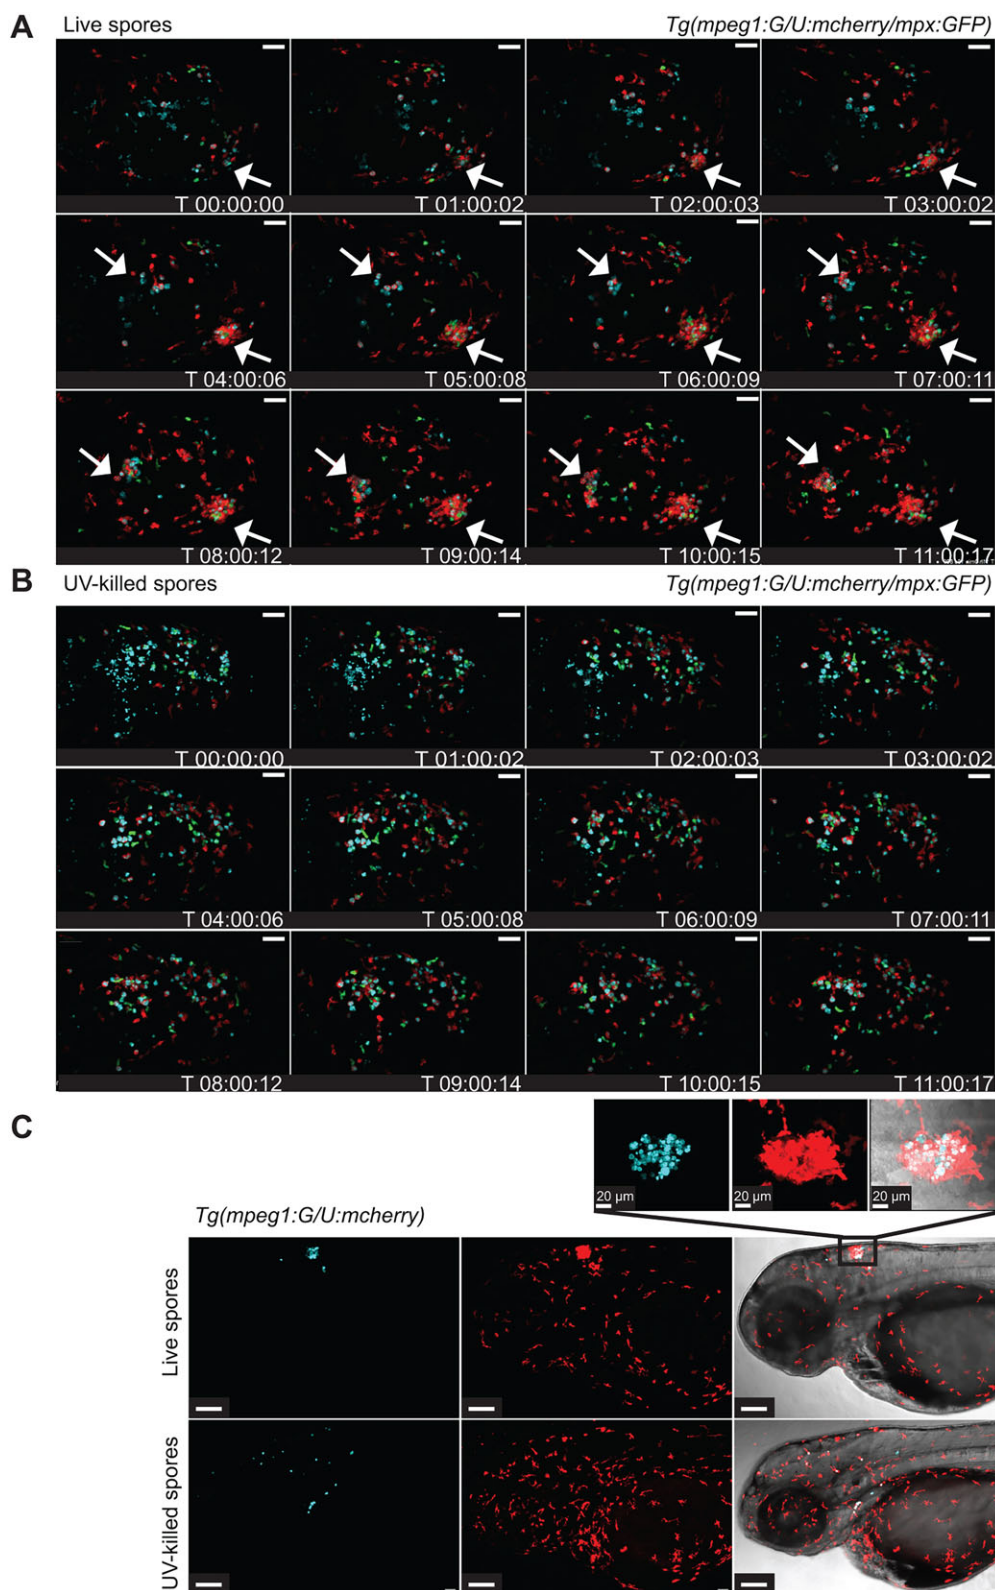 A Live spores Tg(mpeg1:G/U:mcherry/mpx:GFP)
T 00:00:00 T 01:00:02 T 02:00:03 T 03:00:02
T 04:00:06 T 05:00:08 T 06:00:09 T 07:00:11
T 08:00:12 T 09:00:14 T 10:00:15 T 11:00:17
B UV-killed spores Tg(mpeg1:G/U:mcherry/mpx:GFP)
T 00:00:00 T 01:00:02 T 02:00:03 T 03:00:02
T 04:00:06 T 05:00:08 T 06:00:09 T 07:00:11
T 08:00:12 T 09:00:14 T 10:00:15 T 11:00:17
C
20 µm 20 µm 20 µm
Tg(mpeg1:G/U:mcherry)
Live spores
UV-killed spores